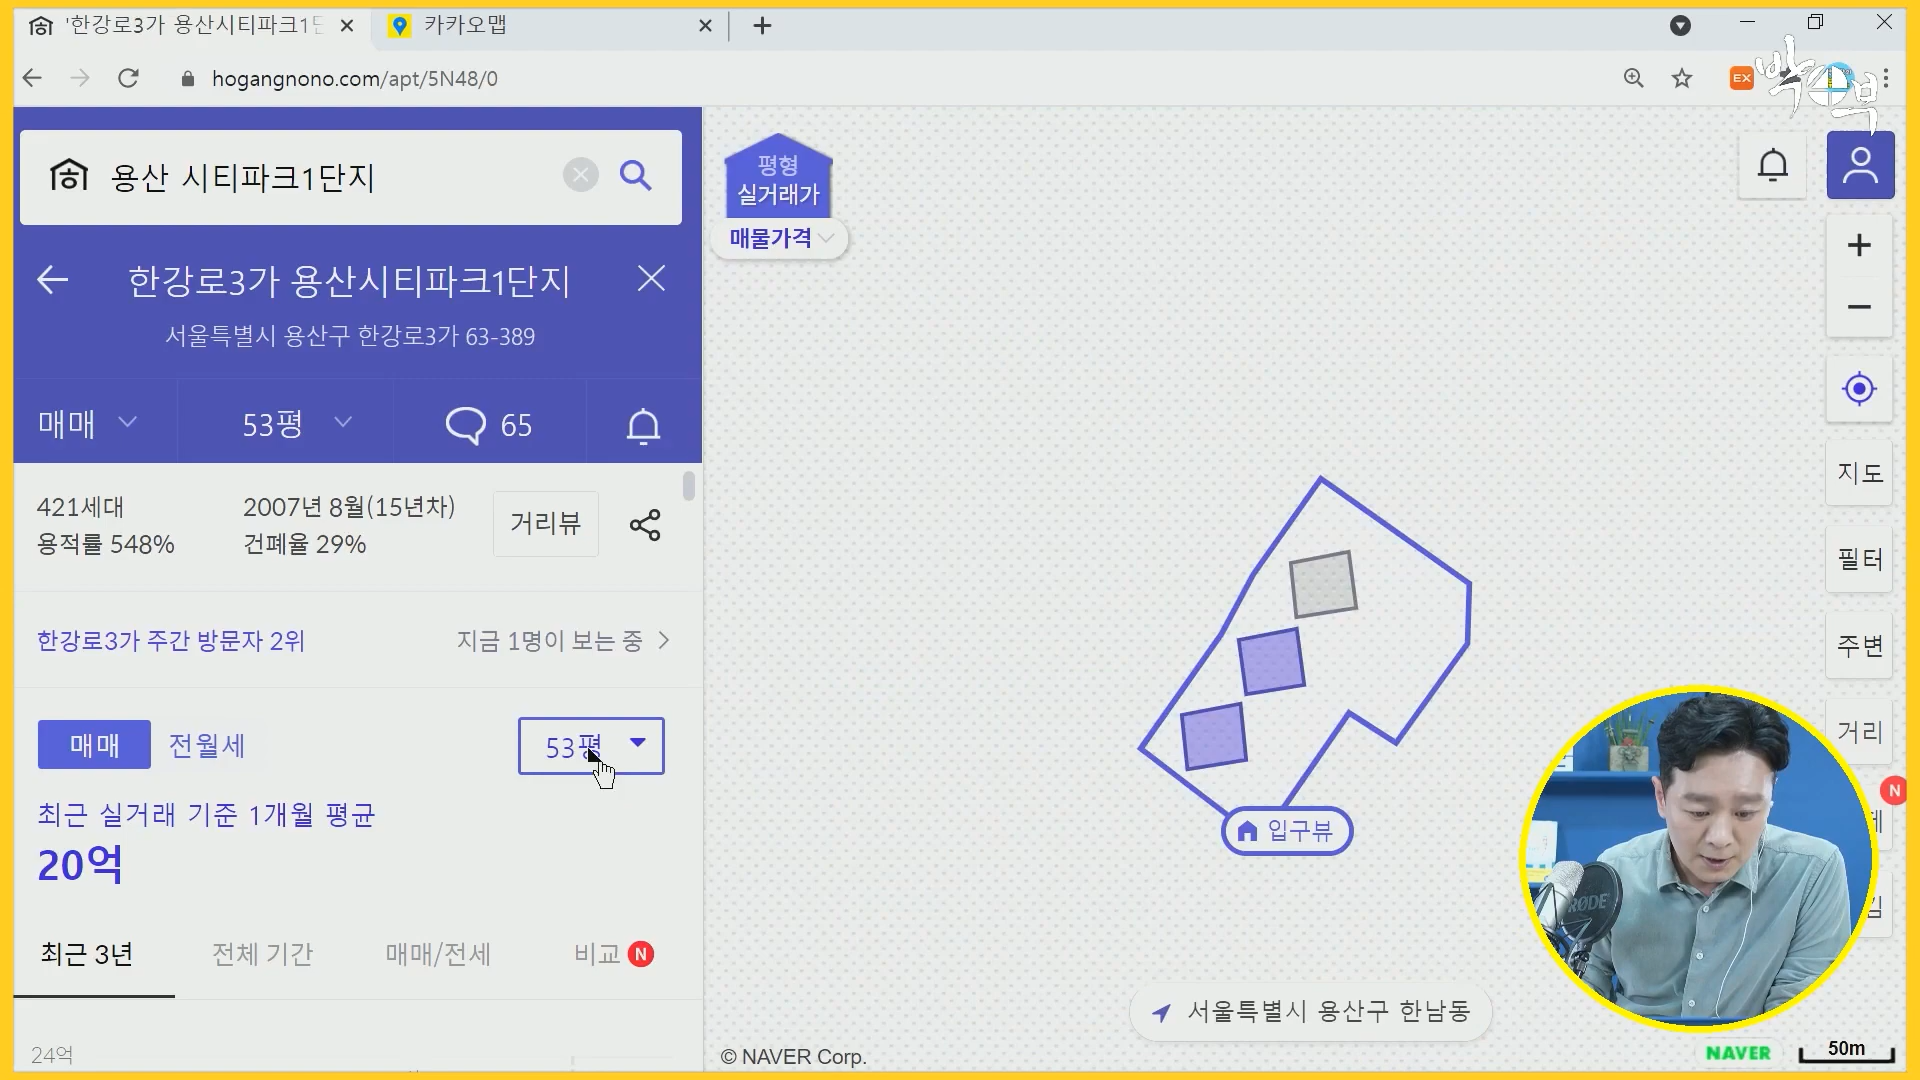 '한강로3가 용산시티파크1단
카카오맵
hogangnono.com/apt/5N48/0
EX
박부
용산 시티파크1단지
한강로3가 용산시티파크1단지
서울특별시 용산구 한강로3가 63-389
매매
53평
65
421세대
2007년 8월(15년차)
용적률 548%
건폐율 29%
거리뷰
한강로3가 주간 방문자 2위
지금 1명이 보는 중
매매
전월세
53평
최근 실거래 기준 1개월 평균
20억
최근 3년
전체 기간
매매/전세
비교 N
24억
평형
실거래가
매물가격
입구뷰
서울특별시 용산구 한남동
© NAVER Corp.
지도
필터
주변
거리
N
RØDE
NAVER
50m